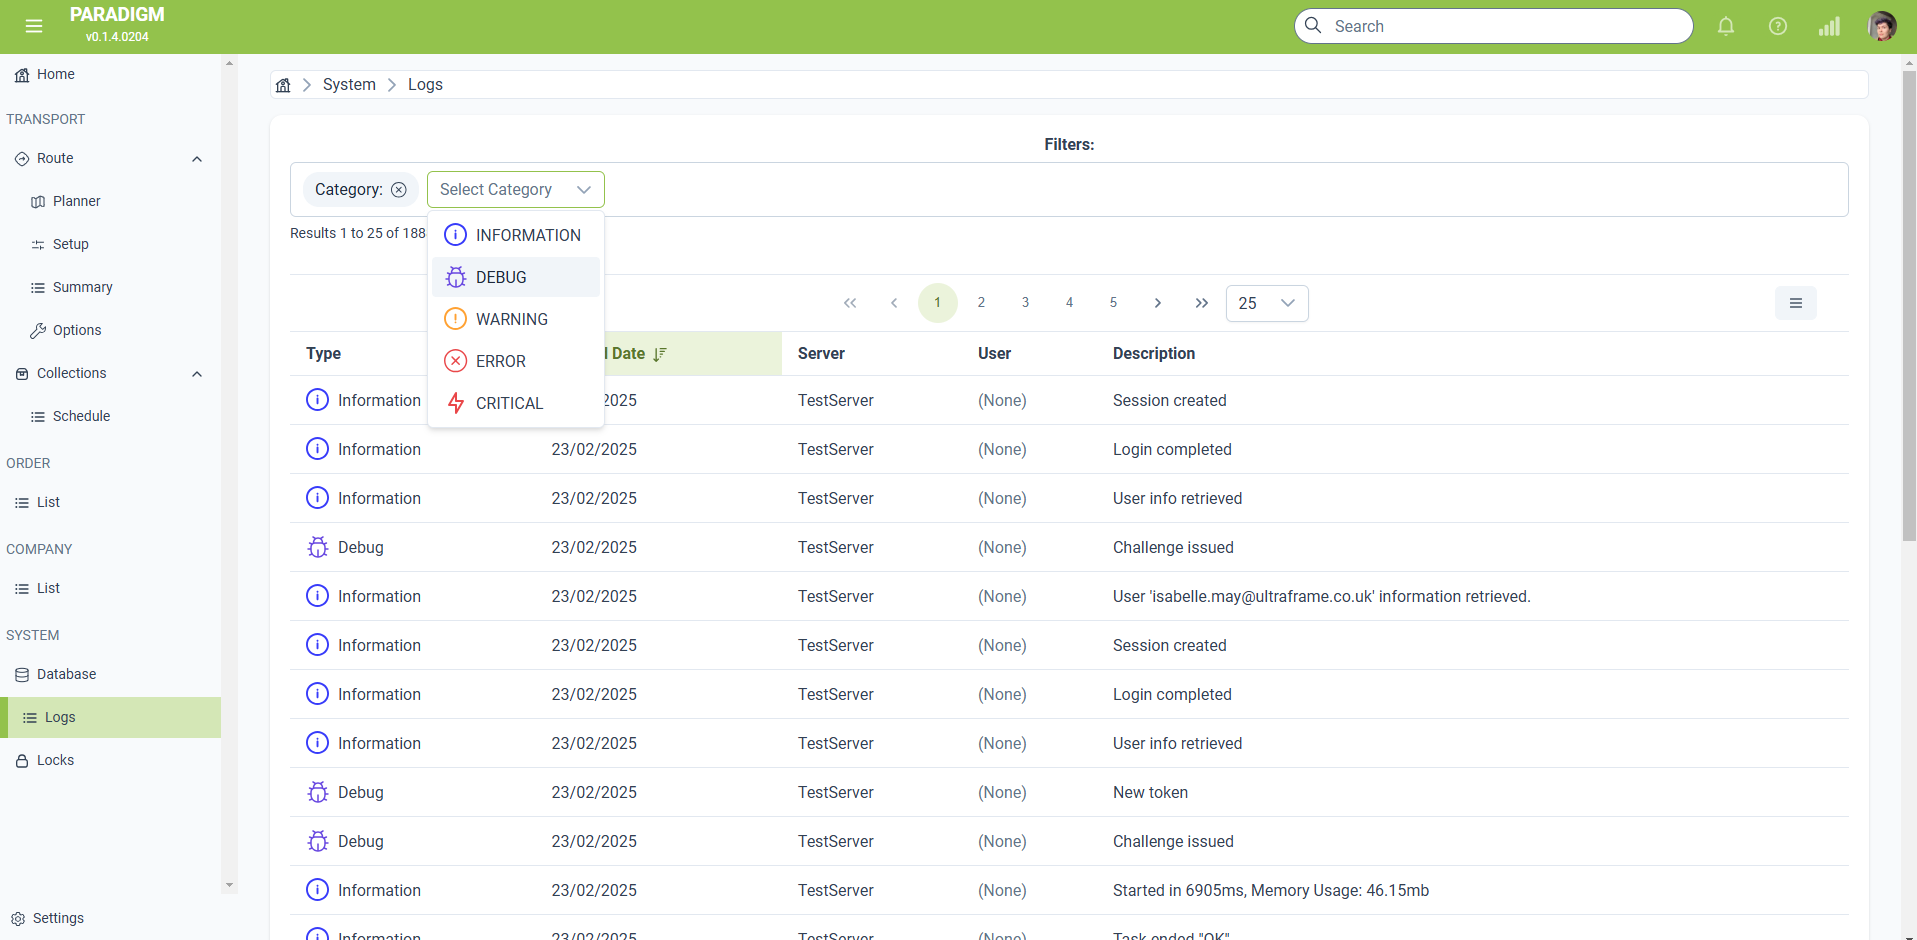 PARADIGM
v0.1.4.0204
Search
Home
TRANSPORT
Route
Planner
Setup
Summary
Options
Collections
Schedule
ORDER
List
COMPANY
List
SYSTEM
Database
Logs
Locks
Settings
System Logs
Filters:
Category: Select Category
INFORMATION
DEBUG
WARNING
ERROR
CRITICAL
Results 1 to 25 of 188
1 2 3 4 5 25
Type Date Server User Description
Information 2025 TestServer (None) Session created
Information 23/02/2025 TestServer (None) Login completed
Information 23/02/2025 TestServer (None) User info retrieved
Debug 23/02/2025 TestServer (None) Challenge issued
Information 23/02/2025 TestServer (None) User 'isabelle.may@ultraframe.co.uk' information retrieved.
Information 23/02/2025 TestServer (None) Session created
Information 23/02/2025 TestServer (None) Login completed
Information 23/02/2025 TestServer (None) User info retrieved
Debug 23/02/2025 TestServer (None) New token
Debug 23/02/2025 TestServer (None) Challenge issued
Information 23/02/2025 TestServer (None) Started in 6905ms, Memory Usage: 46.15mb
Information 23/02/2025 TestServer (None) Task ended "OK"